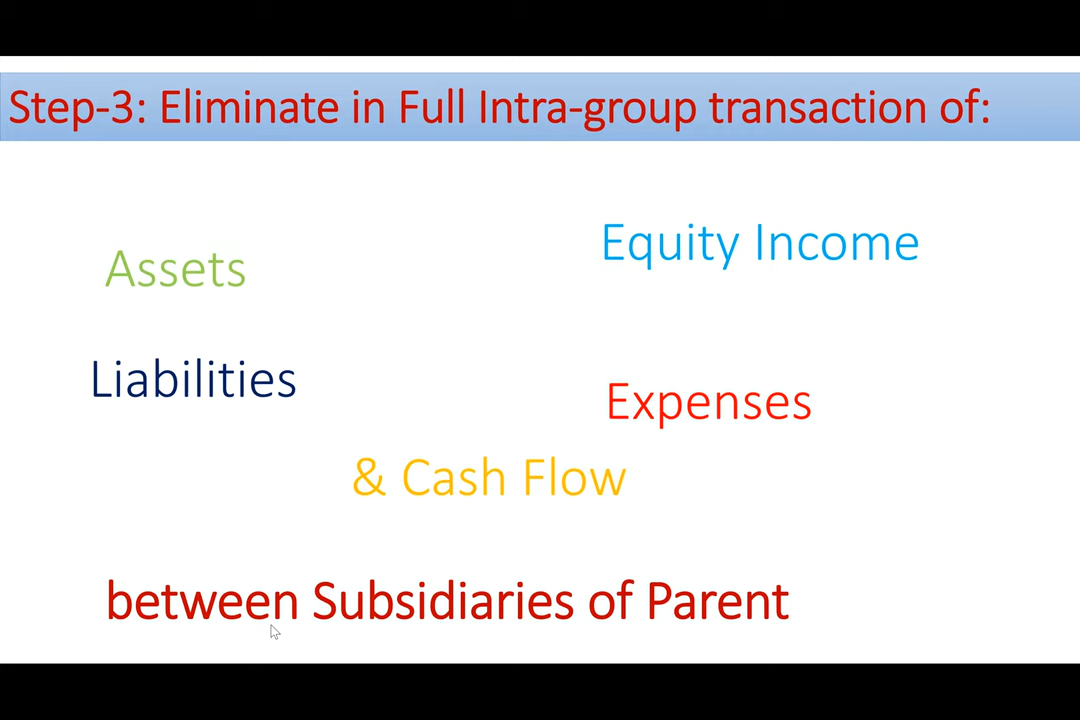 Step-3: Eliminate in Full Intra-group transaction of:
Assets
Equity Income
Liabilities
Expenses
& Cash Flow
between Subsidiaries of Parent